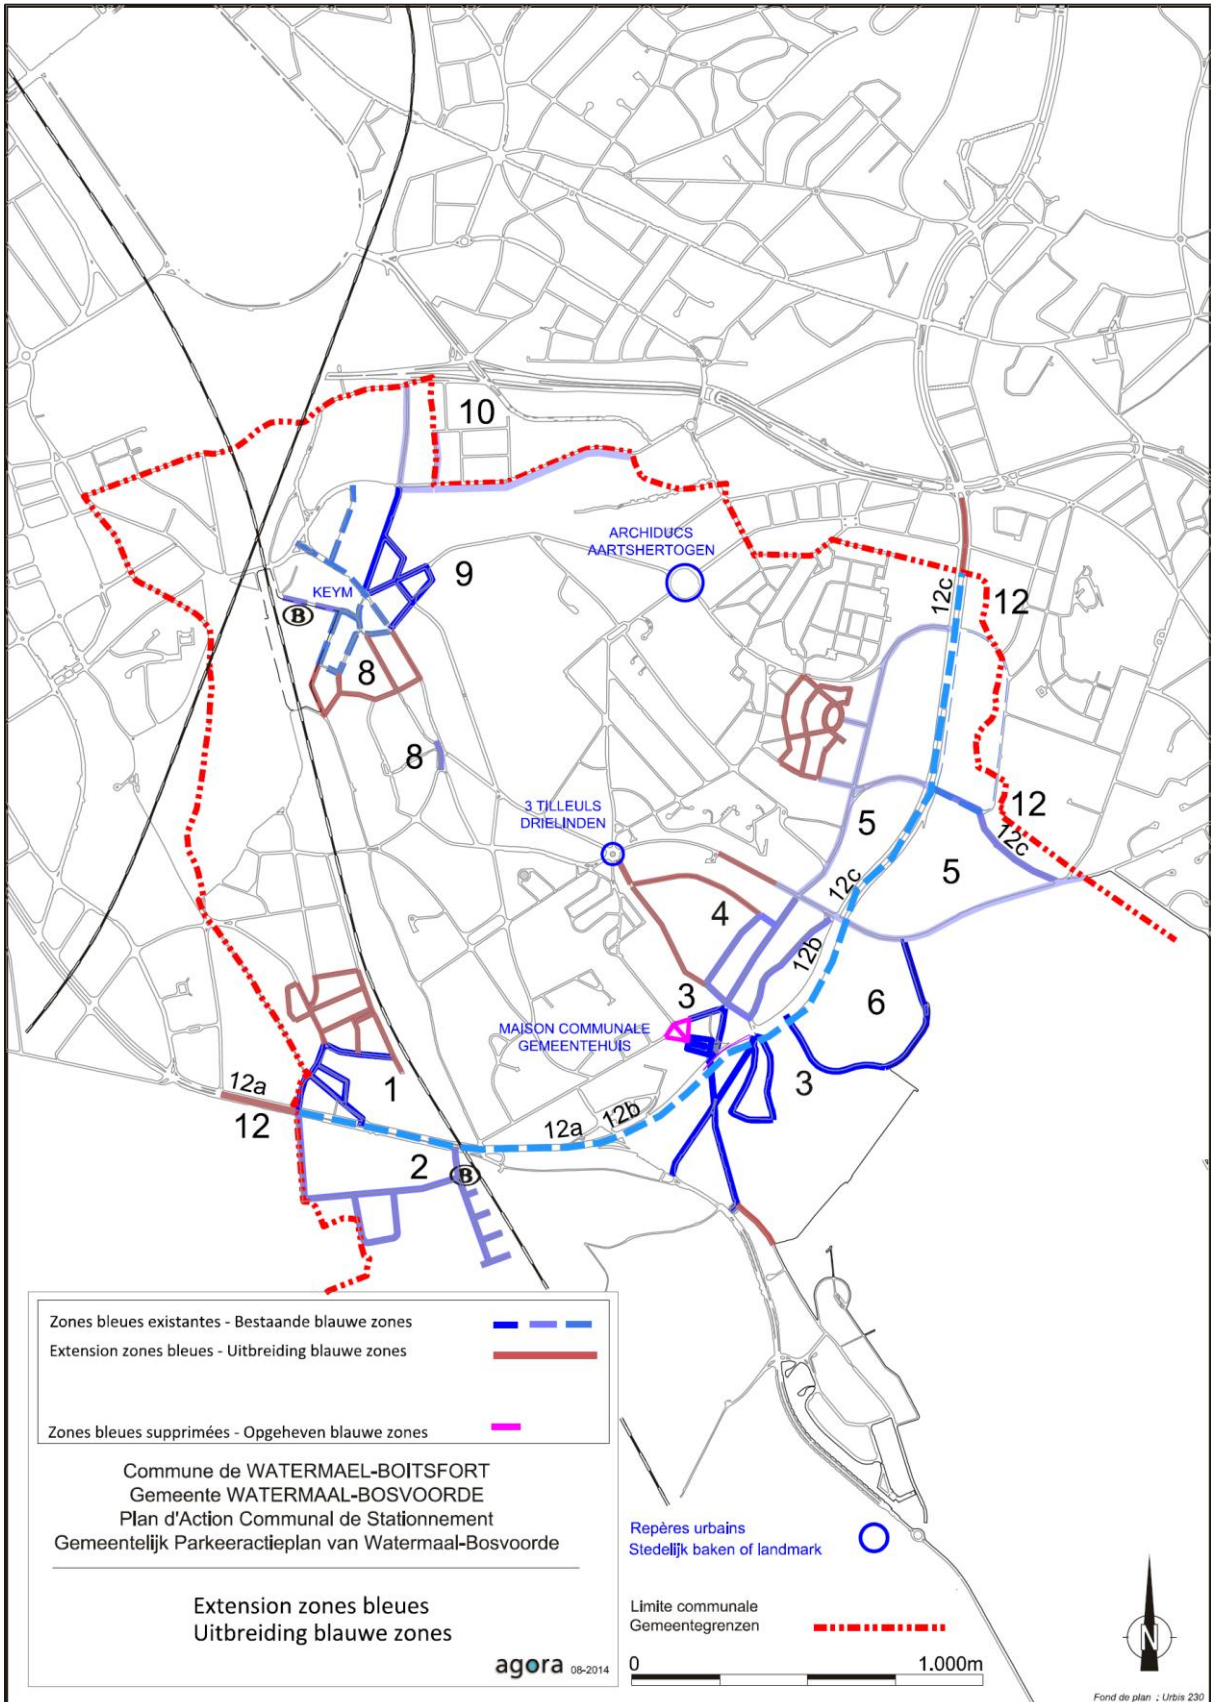 10
ARCHIDUCS
AARTSHERTOGEN
9
KEYM
B
12c
12
8
8
3 TILLEULS
DRIELINDEN
12
5
12c
5
12c
4
12b
3
6
MAISON COMMUNALE
GEMEENTEHUIS
12a
1
3
12
12a
12b
2
B
Zones bleues existantes - Bestaande blauwe zones
Extension zones bleues - Uitbreiding blauwe zones
Zones bleues supprimées - Opgeheven blauwe zones
Commune de WATERMAEL-BOITSFORT
Gemeente WATERMAAL-BOSVOORDE
Plan d'Action Communal de Stationnement
Gemeentelijk Parkeeractieplan van Watermaal-Bosvoorde
Extension zones bleues
Uitbreiding blauwe zones
agora 08-2014
Repères urbains
Stedelijk baken of landmark
Limite communale
Gemeentegrenzen
0 1.000m
N
Fond de plan : Urbis 230